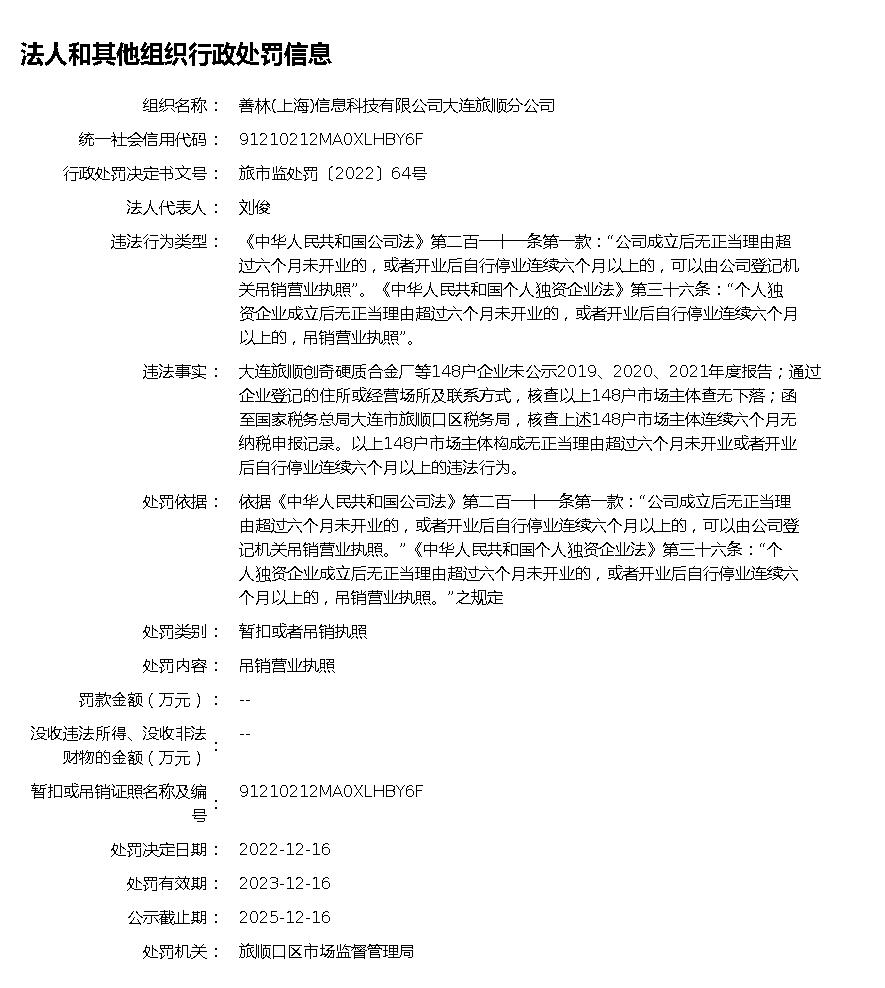 法人和其他组织行政处罚信息
组织名称： 善林(上海)信息科技有限公司大连旅顺分公司
统一社会信用代码： 91210212MA0XLHBY6F
行政处罚决定书文号： 旅市监处罚〔2022〕64号
法人代表人： 刘俊
违法行为类型： 《中华人民共和国公司法》第二百一十一条第一款：“公司成立后无正当理由超
过六个月未开业的，或者开业后自行停业连续六个月以上的，可以由公司登记机
关吊销营业执照”。《中华人民共和国个人独资企业法》第三十六条：“个人独
资企业成立后无正当理由超过六个月未开业的，或者开业后自行停业连续六个月
以上的，吊销营业执照”。
违法事实： 大连旅顺创奇硬质合金厂等148户企业未公示2019、2020、2021年度报告；通过
企业登记的住所或经营场所及联系方式，核查以上148户市场主体查无下落；函
至国家税务总局大连市旅顺口区税务局，核查上述148户市场主体连续六个月无
纳税申报记录。以上148户市场主体构成无正当理由超过六个月未开业或者开业
后自行停业连续六个月以上的违法行为。
处罚依据： 依据《中华人民共和国公司法》第二百一十一条第一款：“公司成立后无正当理
由超过六个月未开业的，或者开业后自行停业连续六个月以上的，可以由公司登
记机关吊销营业执照。”《中华人民共和国个人独资企业法》第三十六条：“个
人独资企业成立后无正当理由超过六个月未开业的，或者开业后自行停业连续六
个月以上的，吊销营业执照。”之规定
处罚类别： 暂扣或者吊销执照
处罚内容： 吊销营业执照
罚款金额（万元）： --
没收违法所得、没收非法
财物的金额（万元）： --
暂扣或吊销证照名称及编
号： 91210212MA0XLHBY6F
处罚决定日期： 2022-12-16
处罚有效期： 2023-12-16
公示截止期： 2025-12-16
处罚机关： 旅顺口区市场监督管理局